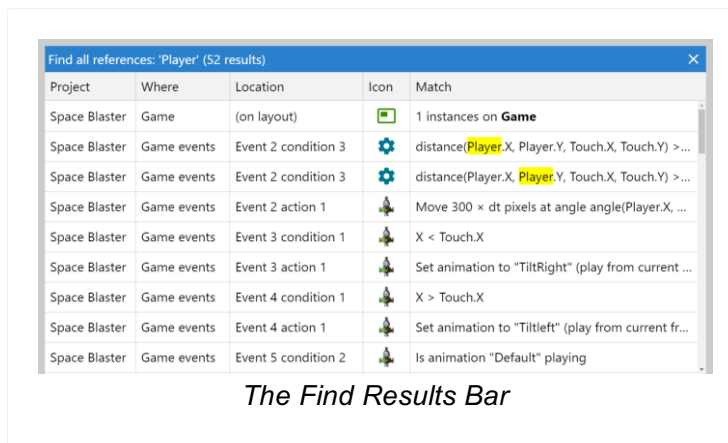 Find all references: 'Player' (52 results)
Project Where Location Icon Match
Space Blaster Game (on layout) 1 instances on Game
Space Blaster Game events Event 2 condition 3 distance(Player.X, Player.Y, Touch.X, Touch.Y) >...
Space Blaster Game events Event 2 condition 3 distance(Player.X, Player.Y, Touch.X, Touch.Y) >...
Space Blaster Game events Event 2 action 1 Move 300 × dt pixels at angle angle(Player.X, ...
Space Blaster Game events Event 3 condition 1 X < Touch.X
Space Blaster Game events Event 3 action 1 Set animation to "TiltRight" (play from current ...
Space Blaster Game events Event 4 condition 1 X > Touch.X
Space Blaster Game events Event 4 action 1 Set animation to "Tiltleft" (play from current fr...
Space Blaster Game events Event 5 condition 2 Is animation "Default" playing
The Find Results Bar